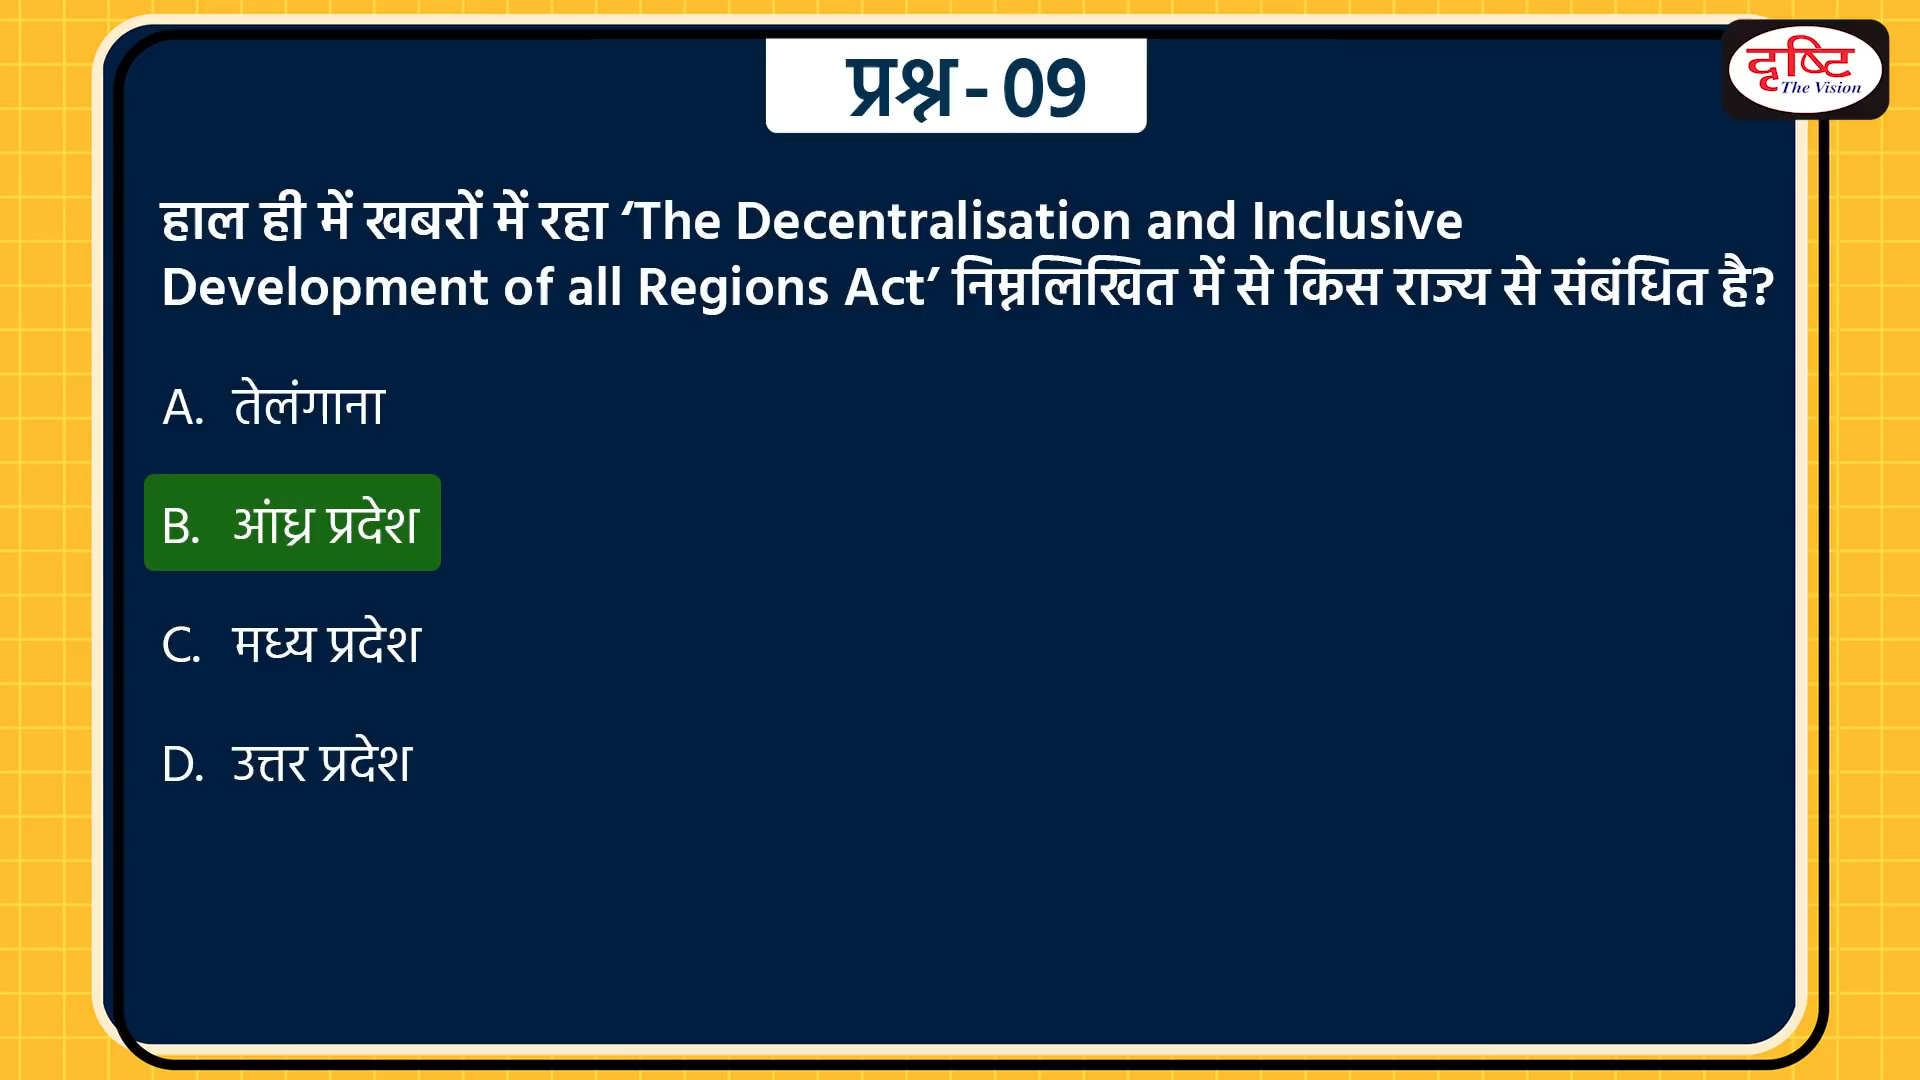 प्रश्न - 09
दृष्टि
The Vision
हाल ही में खबरों में रहा ‘The Decentralisation and Inclusive
Development of all Regions Act’ निम्नलिखित में से किस राज्य से संबंधित है?
A. तेलंगाना
B. आंध्र प्रदेश
C. मध्य प्रदेश
D. उत्तर प्रदेश